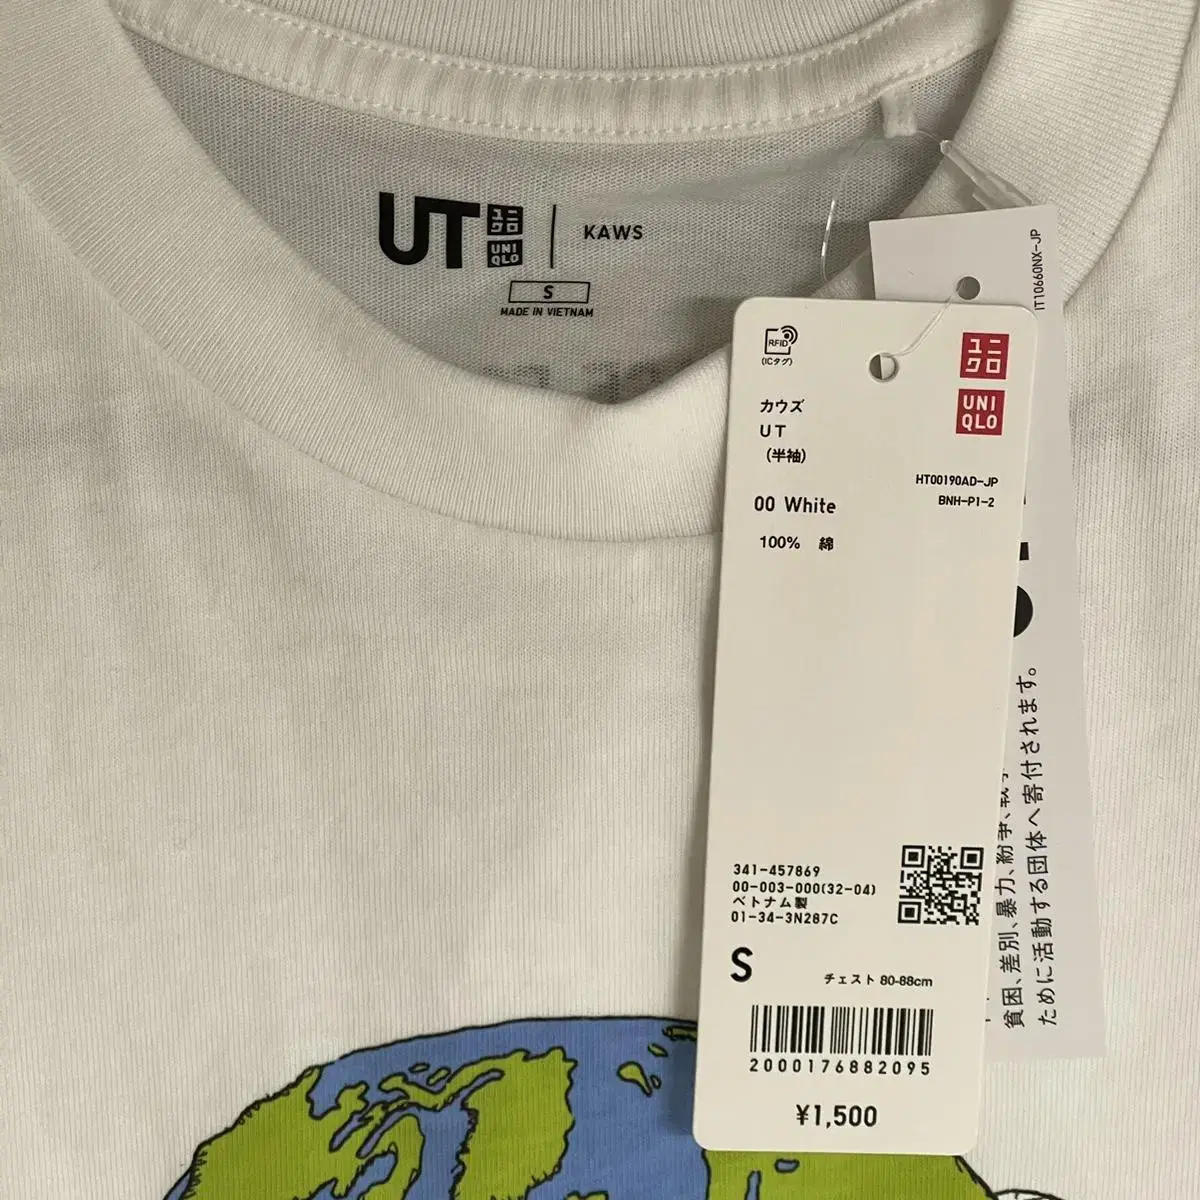 UT ユニクロ UNIQLO | KAWS
S
MADE IN VIETNAM
RFID
(ICタグ)
ユニクロ
UNIQLO
カウズ
UT
(半袖)
HT00190AD-JP
BNH-P1-2
00 White
100% 綿
341-457869
00-003-000(32-04)
ベトナム製
01-34-3N287C
S
チェスト 80-88cm
2000176882095
¥1,500
IT10660NX-JP
貧困、差別、暴力、紛争、戦争
ために活動する団体へ寄付されます。